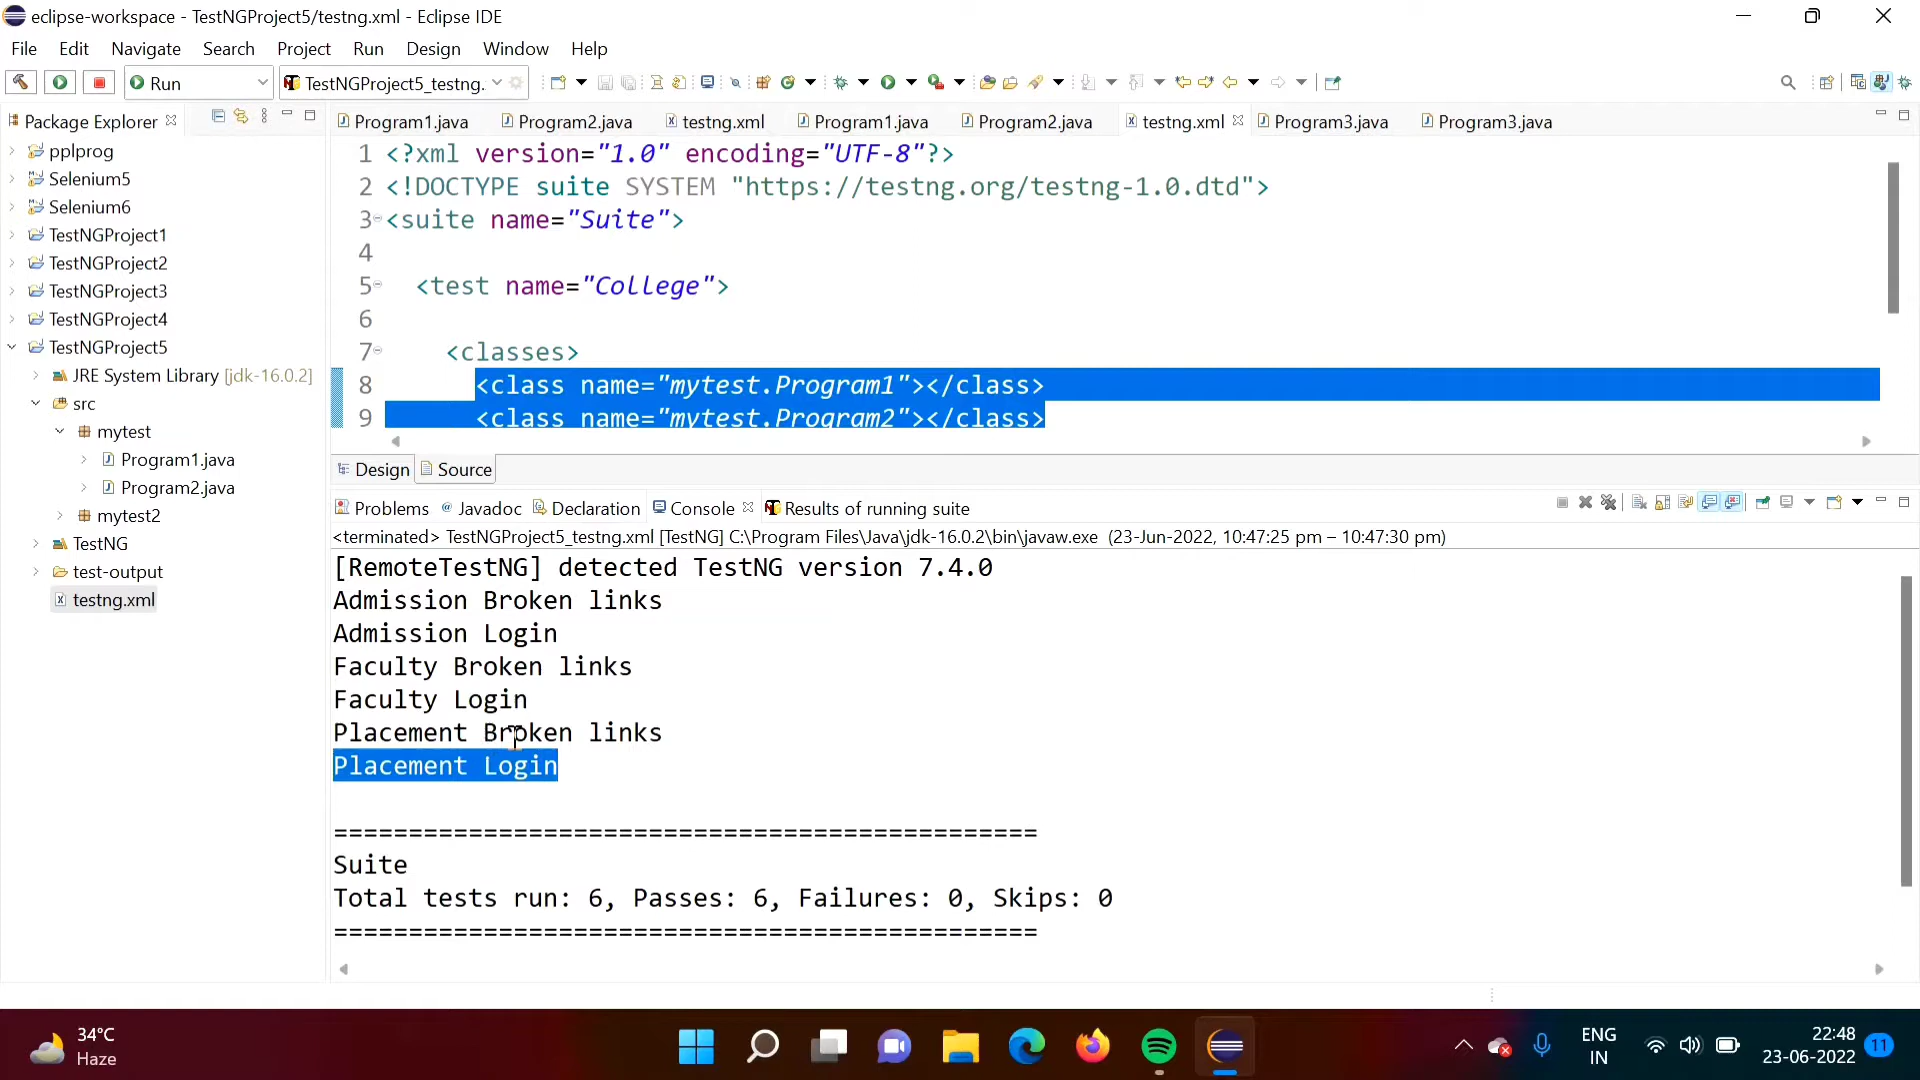 eclipse-workspace - TestNGProject5/testng.xml - Eclipse IDE
File Edit Navigate Search Project Run Design Window Help
Run TestNGProject5_testng.
Package Explorer
pplprog
Selenium5
Selenium6
TestNGProject1
TestNGProject2
TestNGProject3
TestNGProject4
TestNGProject5
JRE System Library [jdk-16.0.2]
src
mytest
Program1.java
Program2.java
mytest2
TestNG
test-output
testng.xml
Program1.java Program2.java testng.xml Program1.java Program2.java testng.xml Program3.java Program3.java
1 <?xml version="1.0" encoding="UTF-8"?>
2 <!DOCTYPE suite SYSTEM "https://testng.org/testng-1.0.dtd">
3 <suite name="Suite">
4
5 <test name="College">
6
7 <classes>
8 <class name="mytest.Program1"></class>
9 <class name="mytest.Program2"></class>
Design Source
Problems @ Javadoc Declaration Console Results of running suite
<terminated> TestNGProject5_testng.xml [TestNG] C:\Program Files\Java\jdk-16.0.2\bin\javaw.exe (23-Jun-2022, 10:47:25 pm – 10:47:30 pm)
[RemoteTestNG] detected TestNG version 7.4.0
Admission Broken links
Admission Login
Faculty Broken links
Faculty Login
Placement Broken links
Placement Login
===============================================
Suite
Total tests run: 6, Passes: 6, Failures: 0, Skips: 0
===============================================
34°C
Haze
ENG
IN
22:48
23-06-2022
11